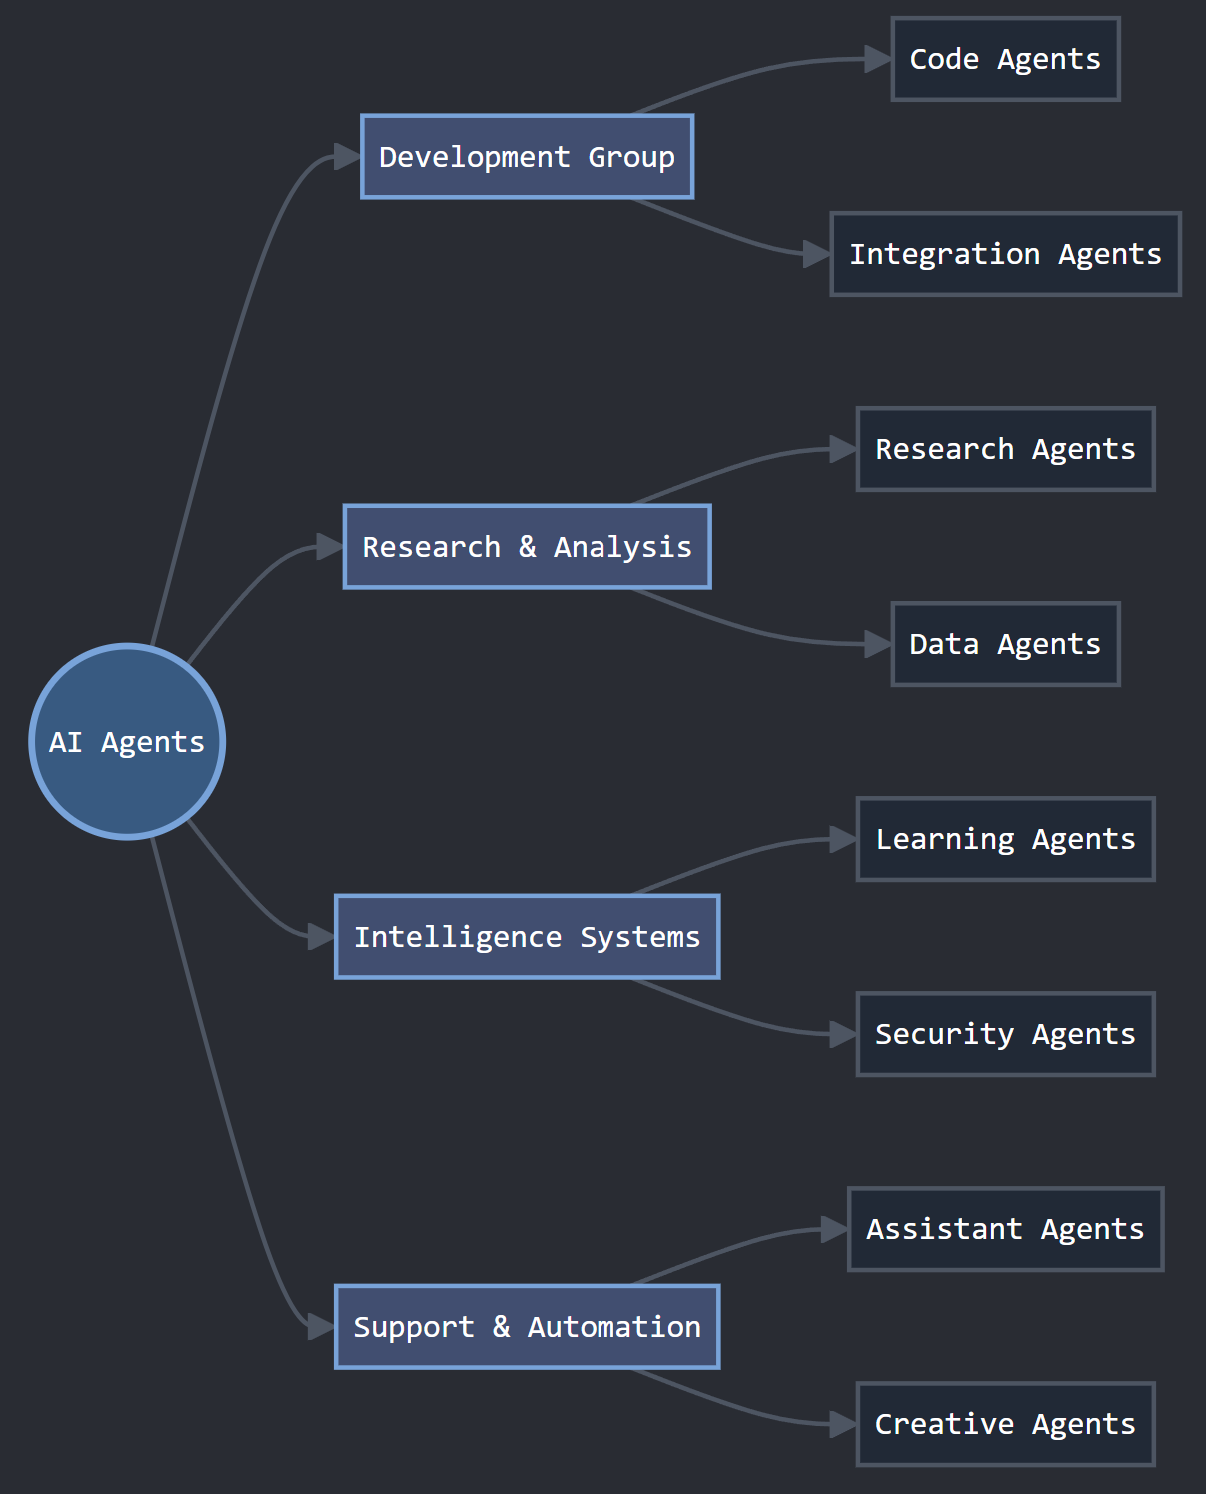 AI Agents
Development Group
Code Agents
Integration Agents
Research & Analysis
Research Agents
Data Agents
Intelligence Systems
Learning Agents
Security Agents
Support & Automation
Assistant Agents
Creative Agents